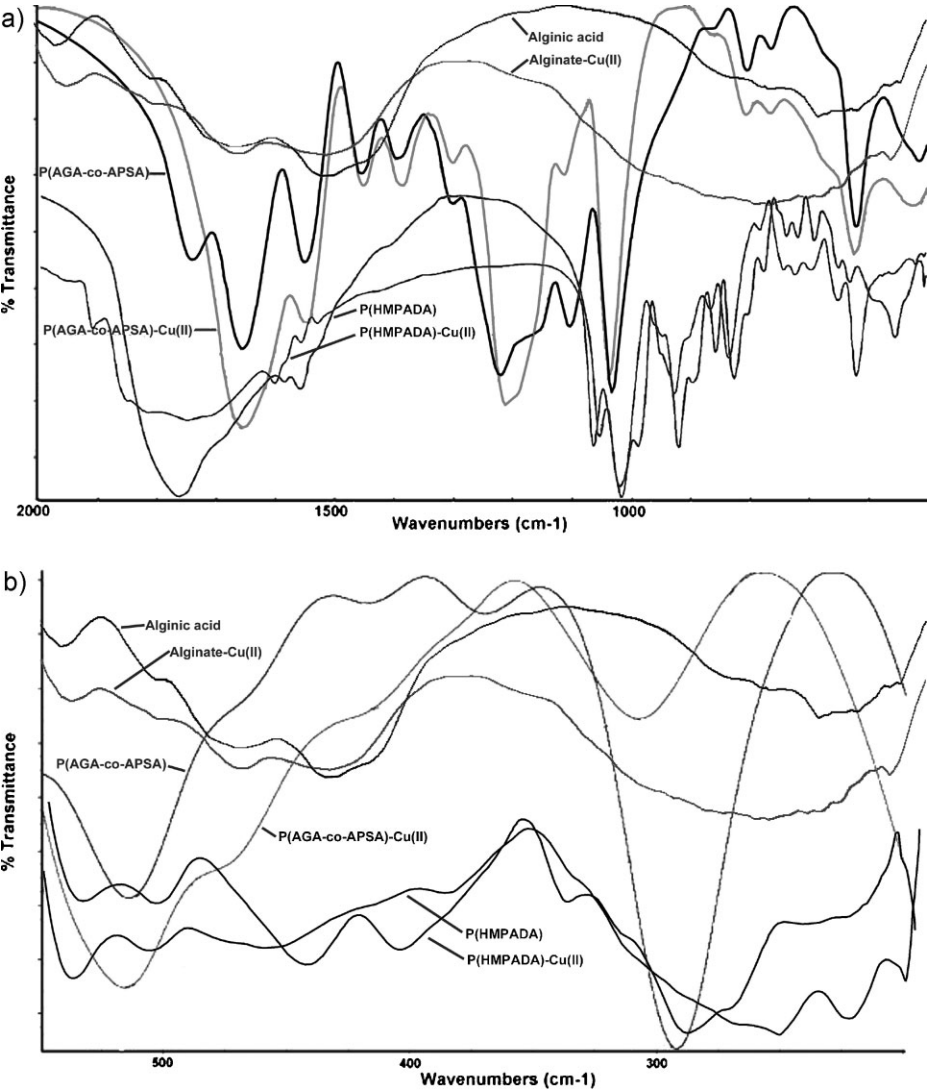 a)
Alginic acid
Alginate-Cu(II)
P(AGA-co-APSA)
P(AGA-co-APSA)-Cu(II)
P(HMPADA)
P(HMPADA)-Cu(II)
% Transmittance
2000 1500 1000
Wavenumbers (cm-1)
b)
Alginic acid
Alginate-Cu(II)
P(AGA-co-APSA)
P(AGA-co-APSA)-Cu(II)
P(HMPADA)
P(HMPADA)-Cu(II)
% Transmittance
500 400 300
Wavenumbers (cm-1)